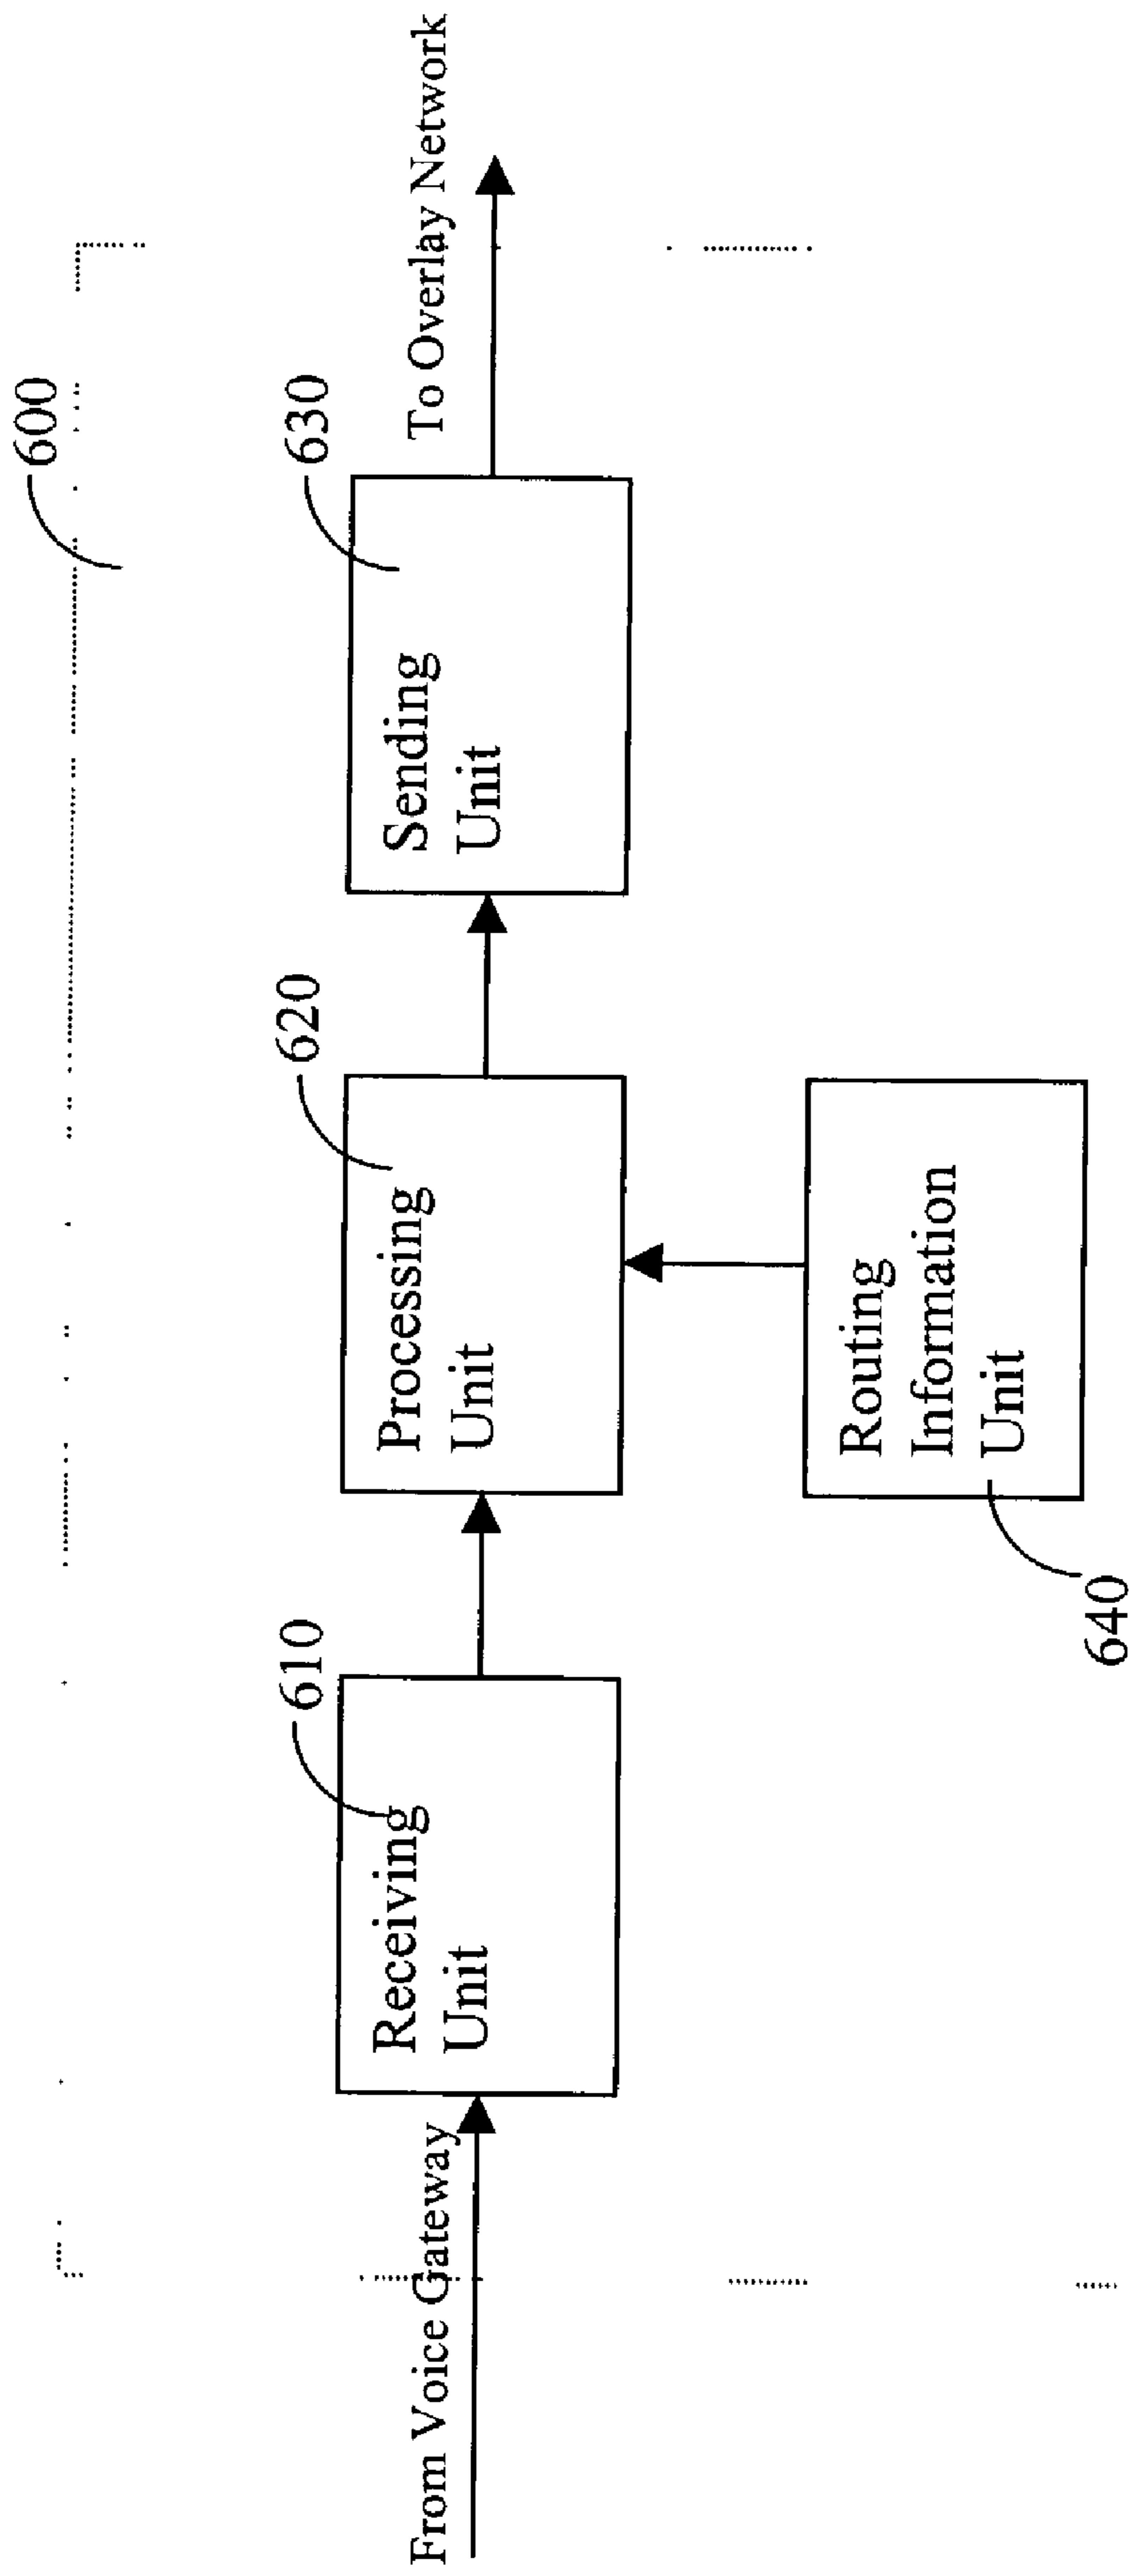 600
From Voice Gateway
610
Receiving
Unit
620
Processing
Unit
630
Sending
Unit
To Overlay Network
Routing
Information
Unit
640